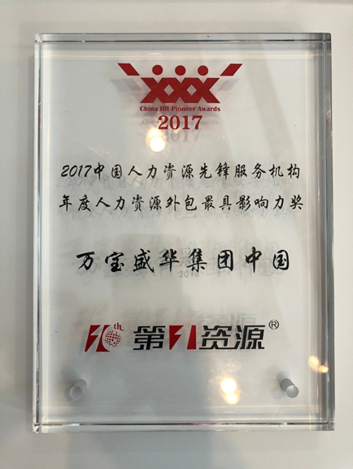 China HR Pioneer Awards
2017
2017中国人力资源先锋服务机构
年度人力资源外包最具影响力奖
万宝盛华集团中国
10th 第1资源®